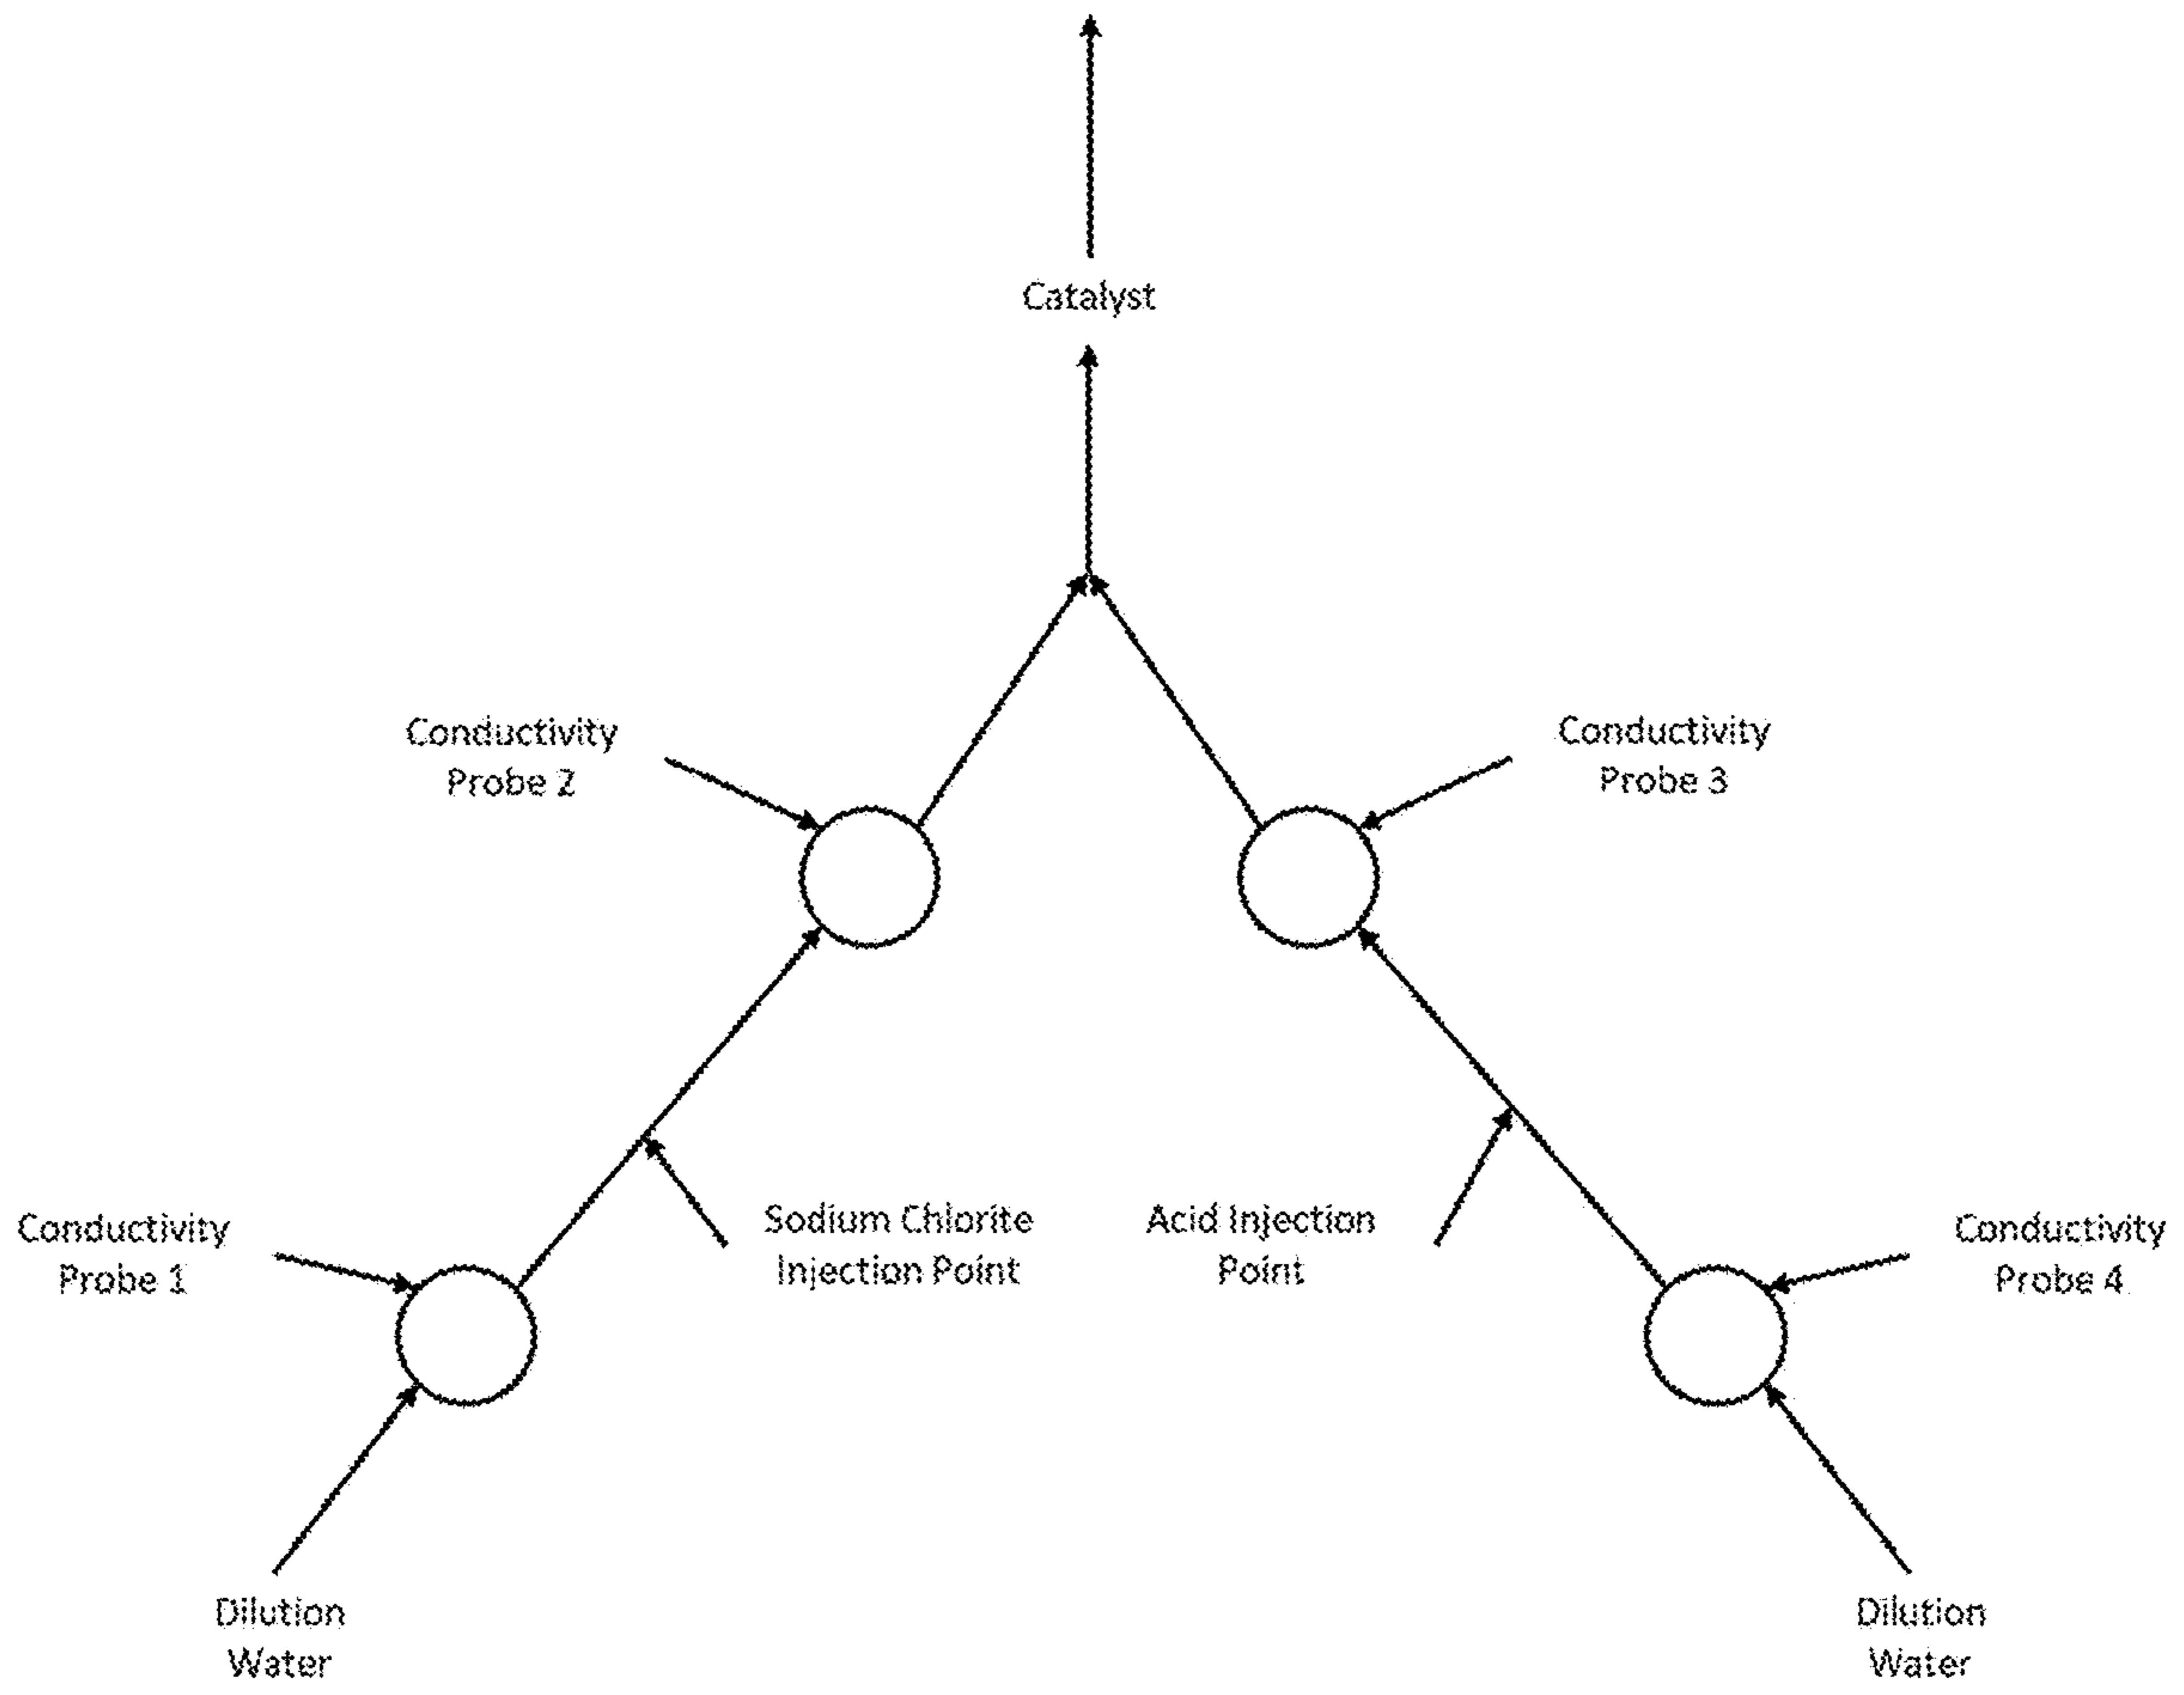 Catalyst
Conductivity
Probe 2
Conductivity
Probe 3
Conductivity
Probe 1
Sodium Chlorite
Injection Point
Acid Injection
Point
Conductivity
Probe 4
Dilution
Water
Dilution
Water